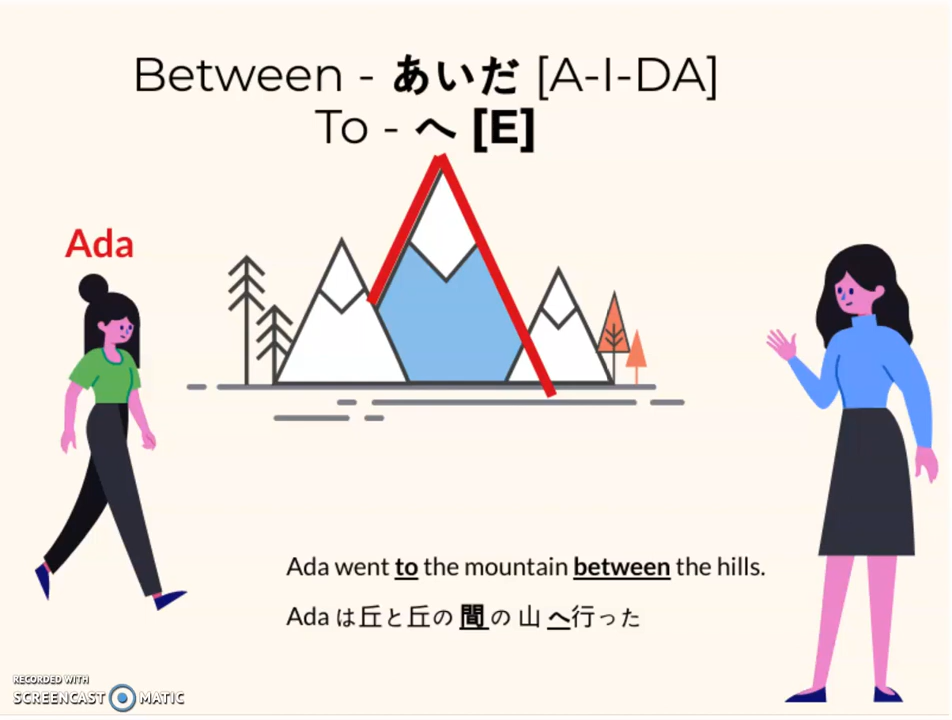 Between - あいだ [A-I-DA]
To - へ [E]
Ada
Ada went to the mountain between the hills.
Ada は丘と丘の 間 の 山 へ行った
RECORDED WITH
SCREENCAST MATIC